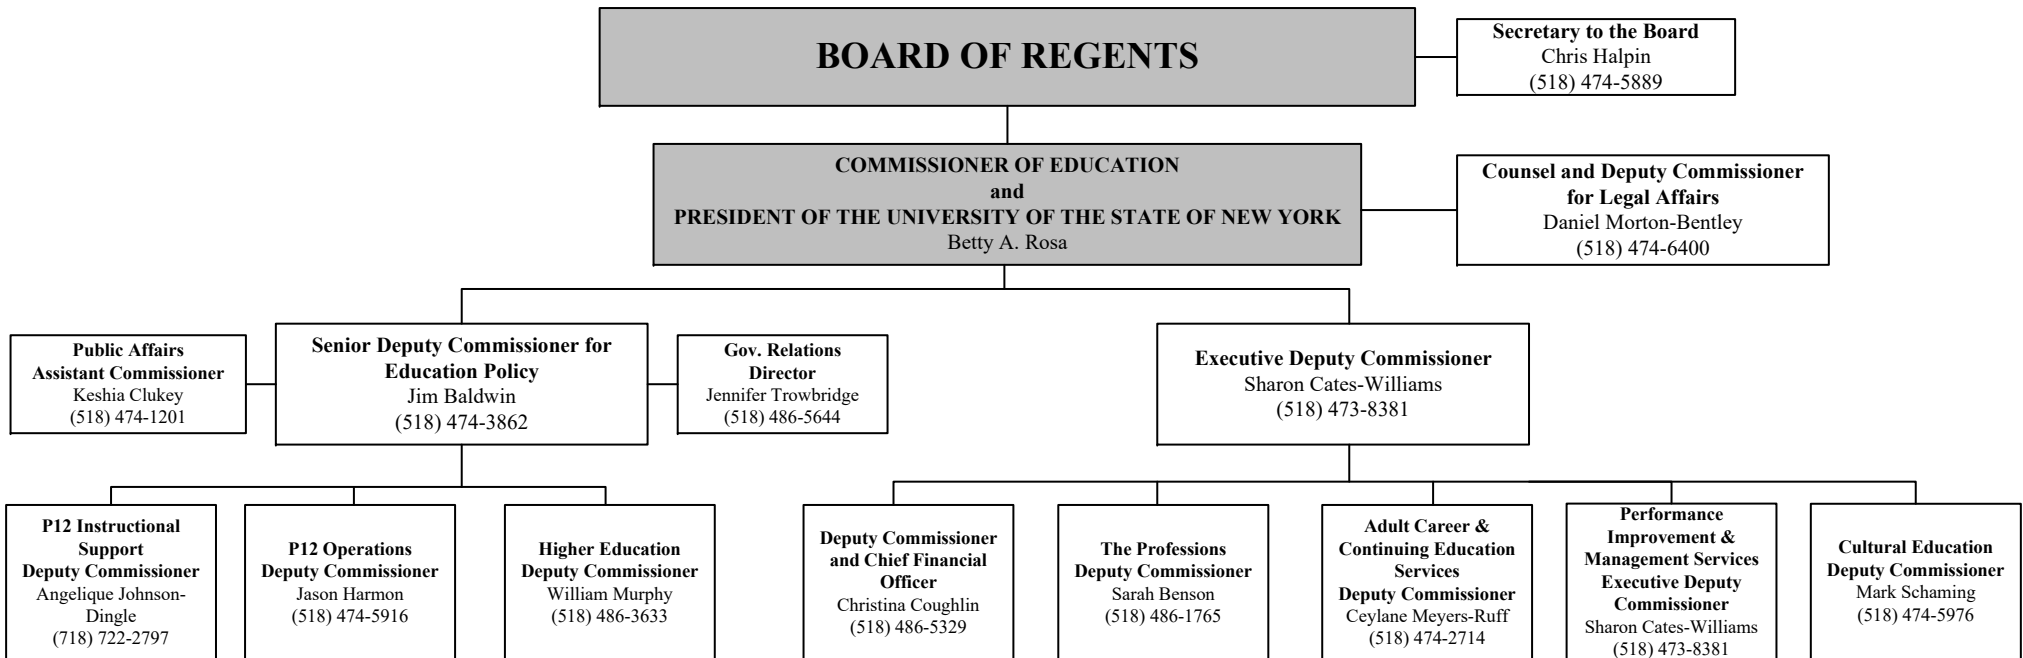 BOARD OF REGENTS
Secretary to the Board
Chris Halpin
(518) 474-5889
COMMISSIONER OF EDUCATION
and
PRESIDENT OF THE UNIVERSITY OF THE STATE OF NEW YORK
Betty A. Rosa
Counsel and Deputy Commissioner
for Legal Affairs
Daniel Morton-Bentley
(518) 474-6400
Public Affairs
Assistant Commissioner
Keshia Clukey
(518) 474-1201
Senior Deputy Commissioner for
Education Policy
Jim Baldwin
(518) 474-3862
Gov. Relations
Director
Jennifer Trowbridge
(518) 486-5644
Executive Deputy Commissioner
Sharon Cates-Williams
(518) 473-8381
P12 Instructional
Support
Deputy Commissioner
Angelique Johnson-
Dingle
(718) 722-2797
P12 Operations
Deputy Commissioner
Jason Harmon
(518) 474-5916
Higher Education
Deputy Commissioner
William Murphy
(518) 486-3633
Deputy Commissioner
and Chief Financial
Officer
Christina Coughlin
(518) 486-5329
The Professions
Deputy Commissioner
Sarah Benson
(518) 486-1765
Adult Career &
Continuing Education
Services
Deputy Commissioner
Ceylane Meyers-Ruff
(518) 474-2714
Performance
Improvement &
Management Services
Executive Deputy
Commissioner
Sharon Cates-Williams
(518) 473-8381
Cultural Education
Deputy Commissioner
Mark Schaming
(518) 474-5976